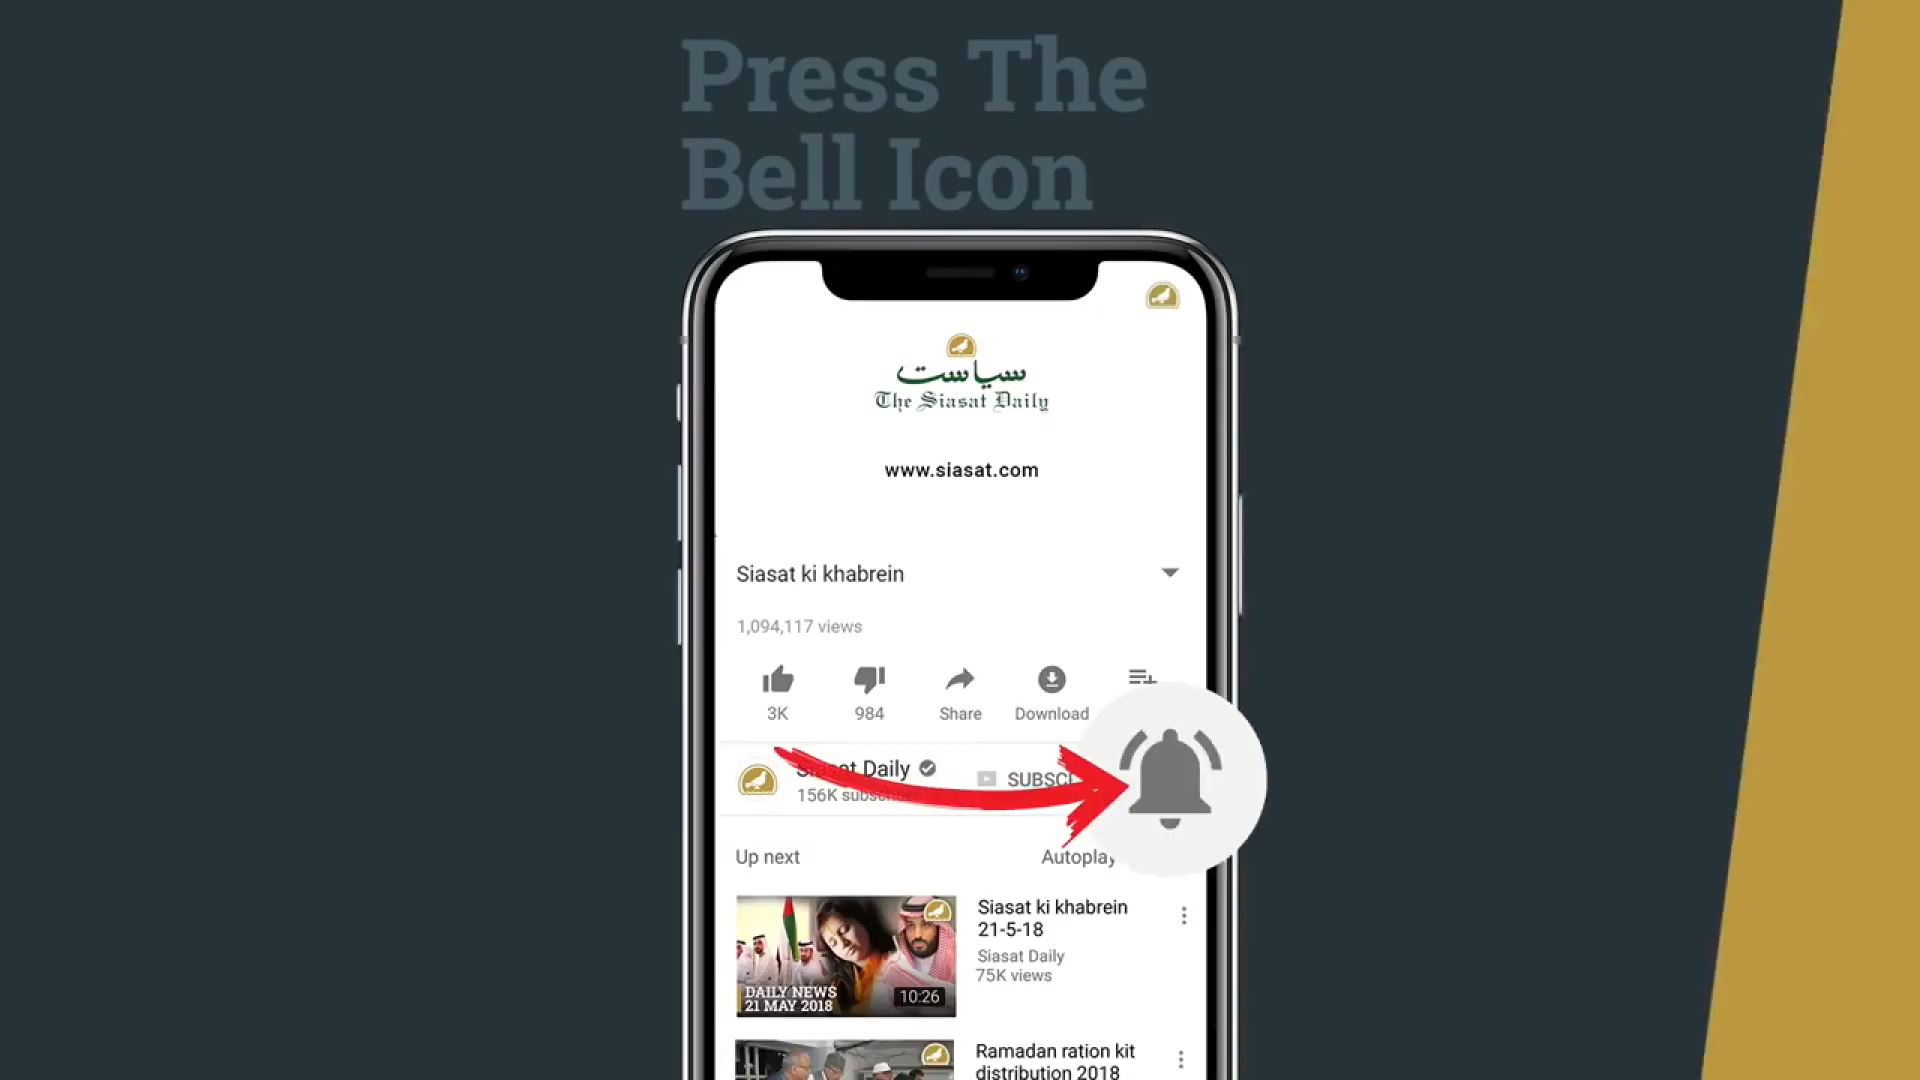 Press The
Bell Icon
سیاست
The Siasat Daily
www.siasat.com
Siasat ki khabrein
1,094,117 views
3K
984
Share
Download
Siasat Daily
SUBSC
156K subscri
Up next
Autoplay
Siasat ki khabrein
21-5-18
Siasat Daily
75K views
DAILY NEWS
21 MAY 2018
10:26
Ramadan ration kit
distribution 2018